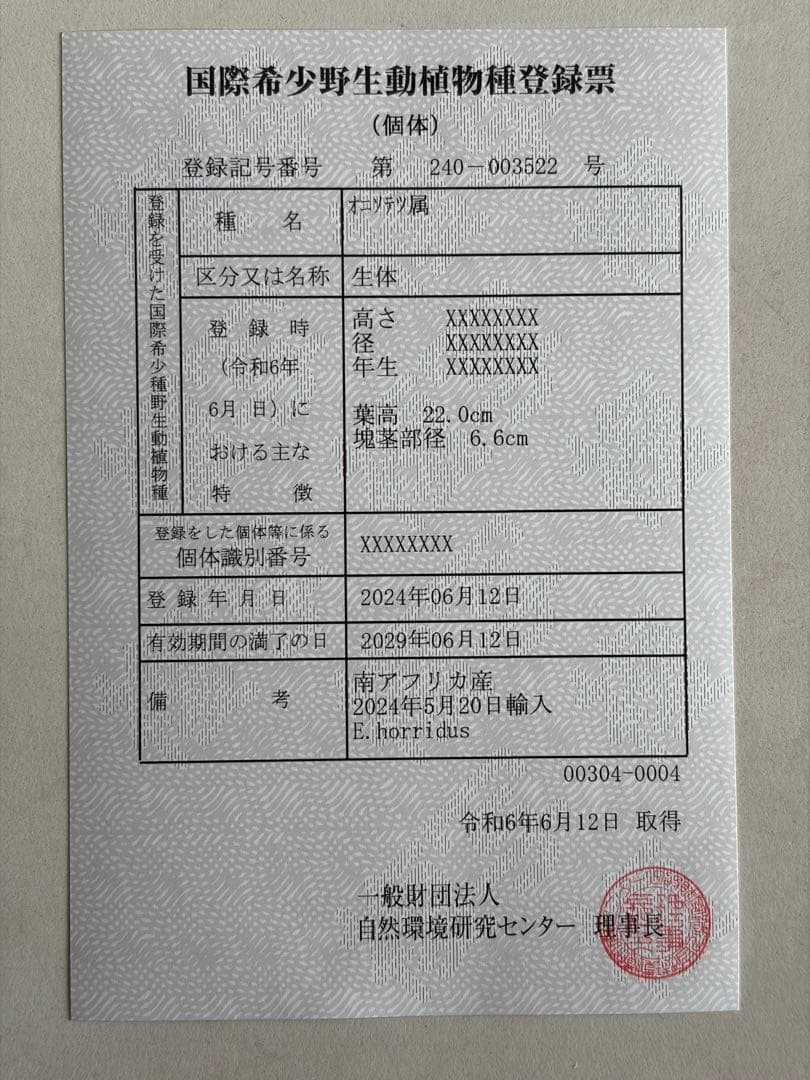 国際希少野生動植物種登録票
（個体）
登録記号番号　第　240－003522　号
登録を受けた国際希少種野生動植物種
種　名　ｵﾆｿﾃﾂ属
区分又は名称　生体
登録時
（令和6年
6月 日）に
おける主な
特　徴
高さ　XXXXXXXX
径　XXXXXXXX
年生　XXXXXXXX
葉高　22.0cm
塊茎部径　6.6cm
登録をした個体等に係る
個体識別番号　XXXXXXXX
登録年月日　2024年06月12日
有効期間の満了の日　2029年06月12日
備　考
南アフリカ産
2024年5月20日輸入
E.horridus
00304-0004
令和6年6月12日 取得
一般財団法人
自然環境研究センター　理事長